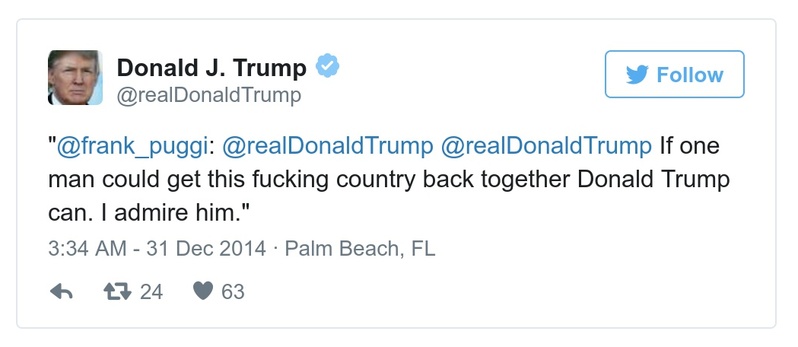 Donald J. Trump
@realDonaldTrump
Follow
"@frank_puggi: @realDonaldTrump @realDonaldTrump If one
man could get this fucking country back together Donald Trump
can. I admire him."
3:34 AM - 31 Dec 2014 · Palm Beach, FL
24 63